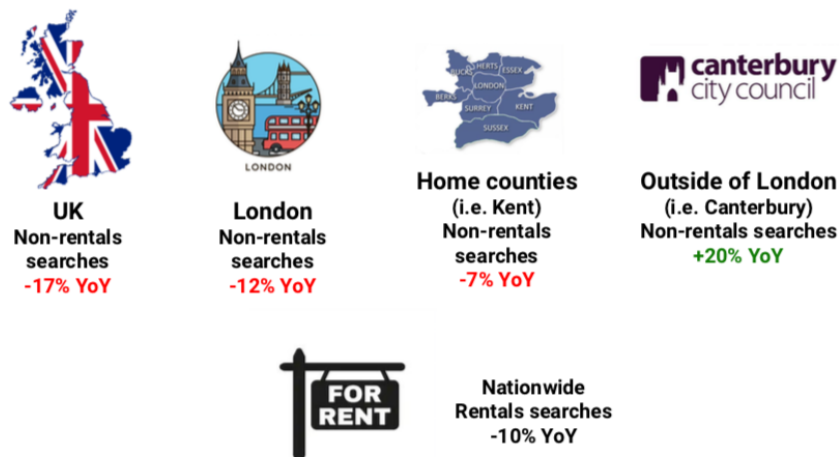 LONDON
BUCKS
HERTS
ESSEX
LONDON
BERKS
SURREY
KENT
SUSSEX
canterbury
city council
UK
Non-rentals
searches
-17% YoY
London
Non-rentals
searches
-12% YoY
Home counties
(i.e. Kent)
Non-rentals
searches
-7% YoY
Outside of London
(i.e. Canterbury)
Non-rentals searches
+20% YoY
FOR
RENT
Nationwide
Rentals searches
-10% YoY